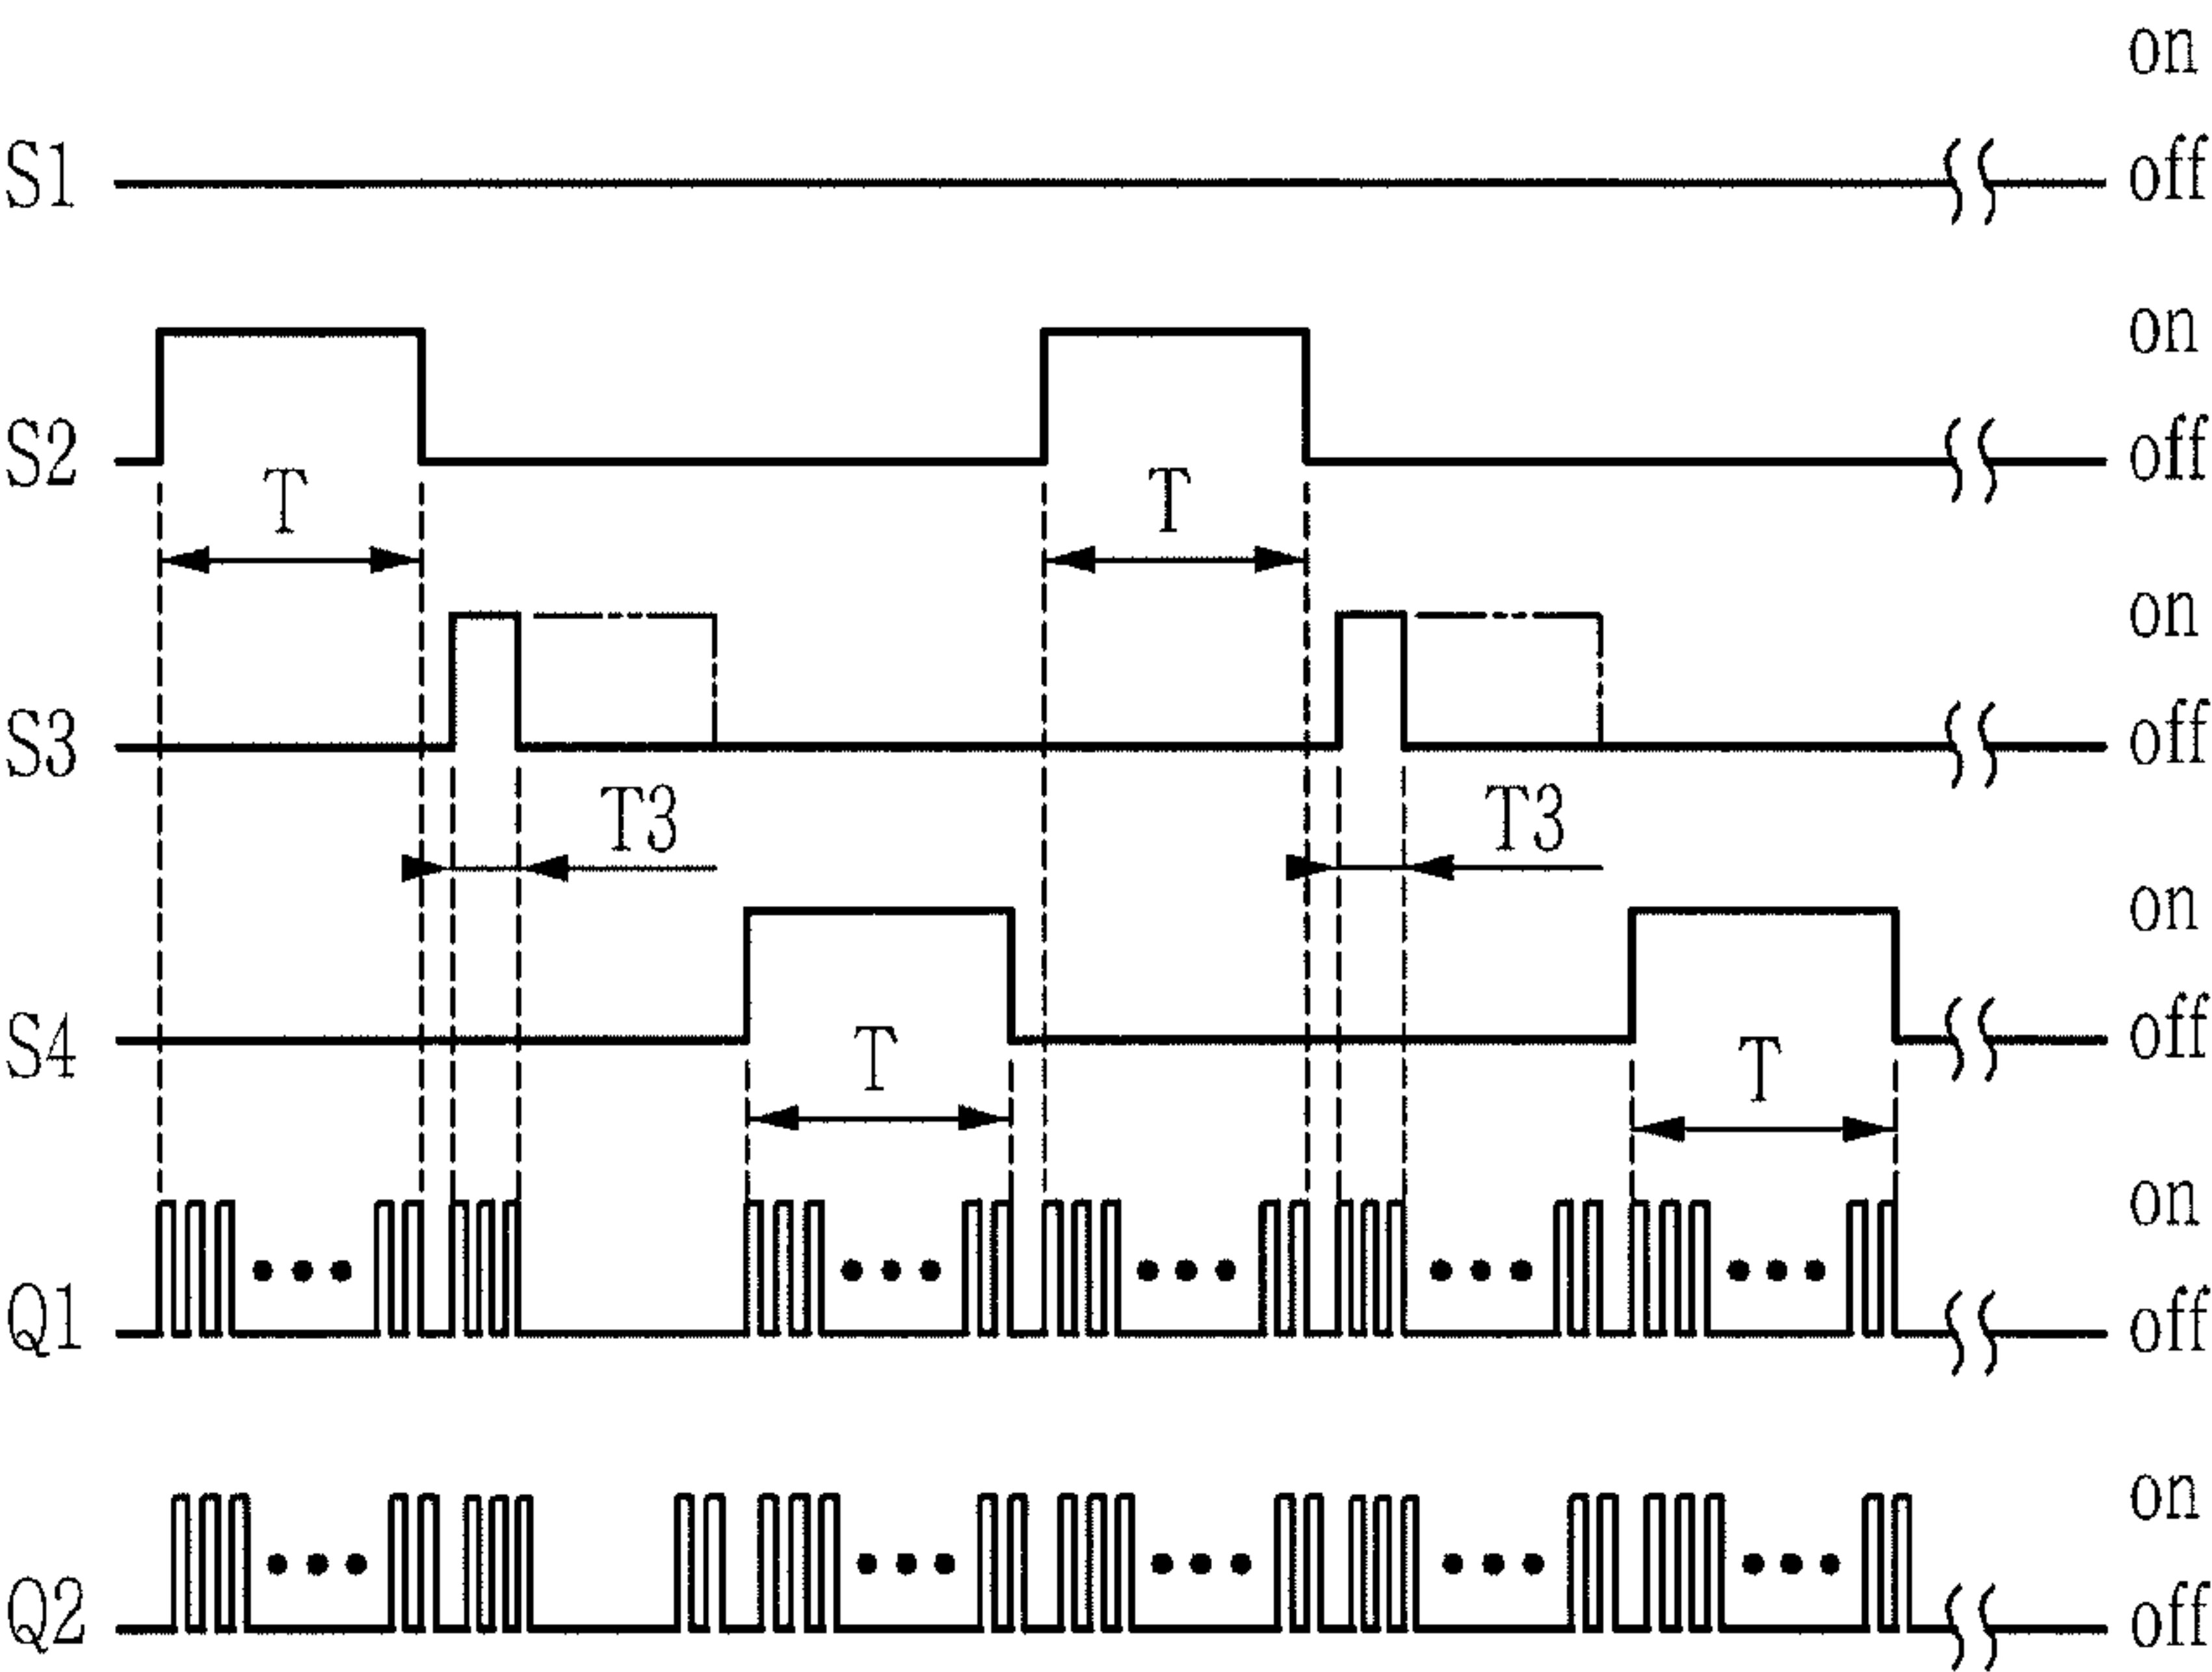 on
S1 off
on
S2 off
T T
on
S3 off
T3 T3
on
S4 off
T T
on
Q1 off
on
Q2 off